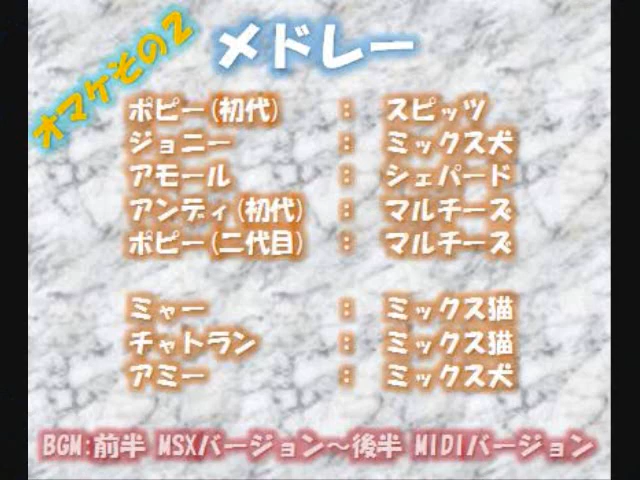 オマケその2
メドレー
ポピー(初代) : スピッツ
ジョニー : ミックス犬
アモール : シェパード
アンディ(初代) : マルチーズ
ポピー(二代目) : マルチーズ
ミャー : ミックス猫
チャトラン : ミックス猫
アミー : ミックス犬
BGM:前半 MSXバージョン～後半 MIDIバージョン